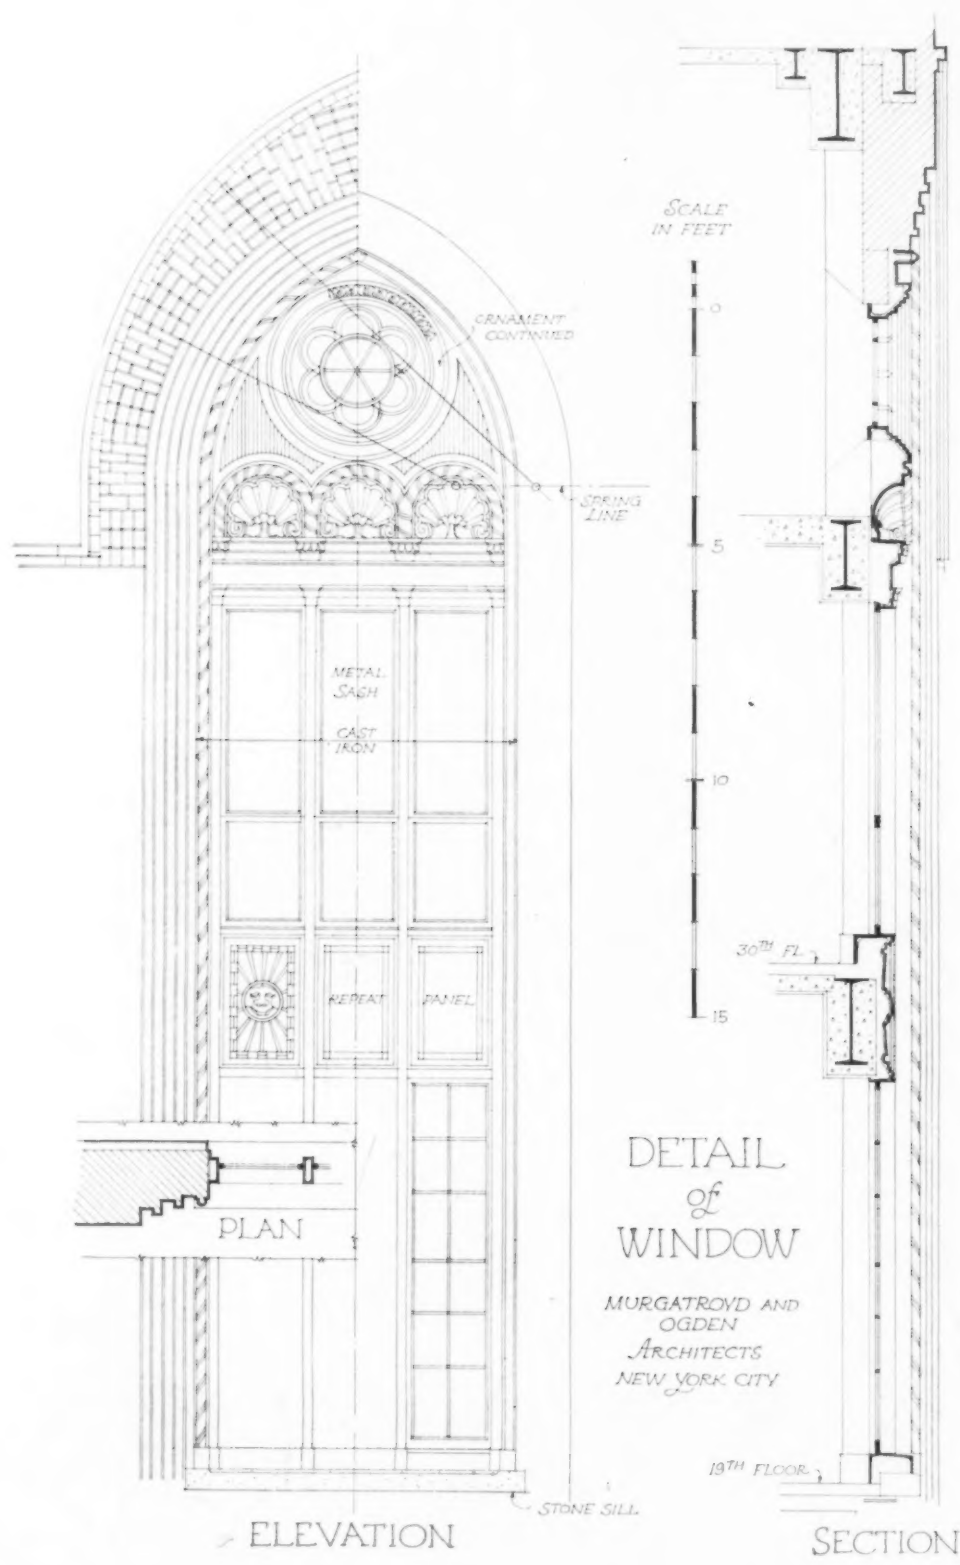 SCALE
IN FEET
0
ORNAMENT
CONTINUED
SPRING
LINE
5
METAL
SASH
CAST
IRON
10
30TH FL.
REPEAT
PANEL
15
DETAIL
of
WINDOW
PLAN
MURGATROYD AND
OGDEN
ARCHITECTS
NEW YORK CITY
19TH FLOOR
STONE SILL
ELEVATION
SECTION